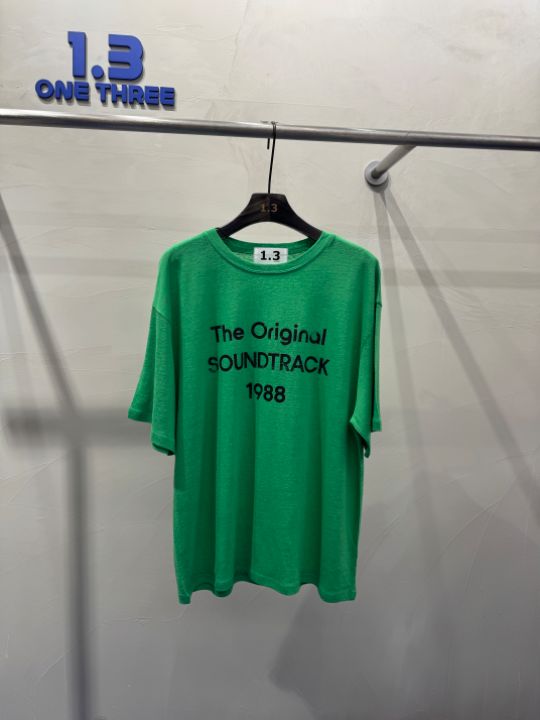 1.3
ONE THREE
1.3
1.3
The Original
SOUNDTRACK
1988